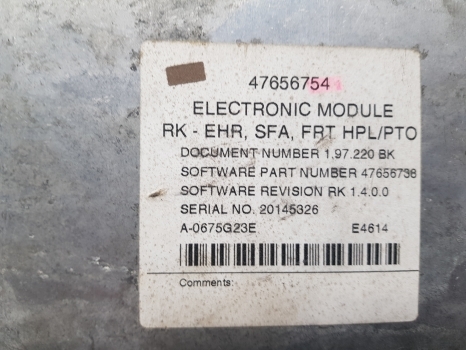 47656754
ELECTRONIC MODULE
RK - EHR, SFA, FRT HPL/PTO
DOCUMENT NUMBER 1.97.220 BK
SOFTWARE PART NUMBER 47656738
SOFTWARE REVISION RK 1.4.0.0
SERIAL NO. 20145326
A-0675G23E E4614
Comments: